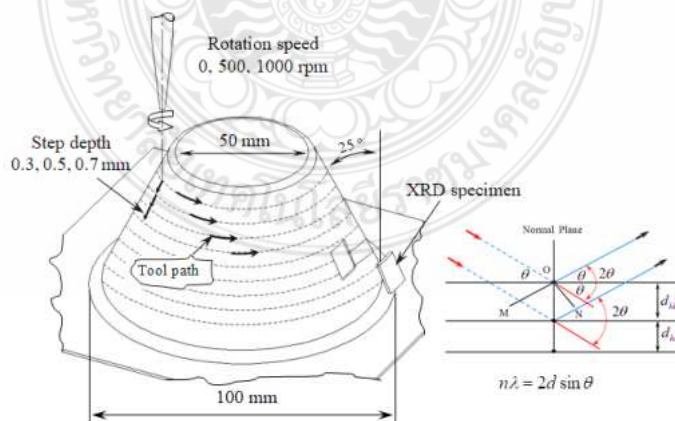 Rotation speed
0, 500, 1000 rpm
Step depth
0.3, 0.5, 0.7 mm
50 mm
25°
XRD specimen
Tool path
100 mm
Normal Plane
θ
O
θ
2θ
θ
M
N
2θ
nλ = 2d sin θ